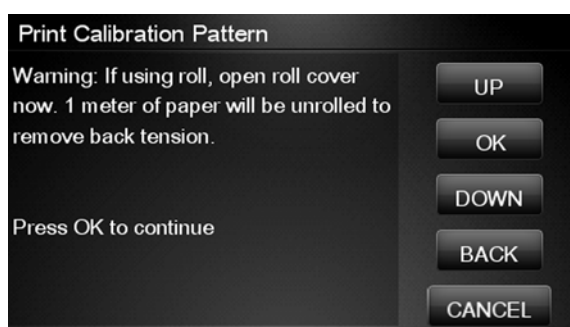 Print Calibration Pattern
Warning: If using roll, open roll cover
now. 1 meter of paper will be unrolled to
remove back tension.
Press OK to continue
UP
OK
DOWN
BACK
CANCEL